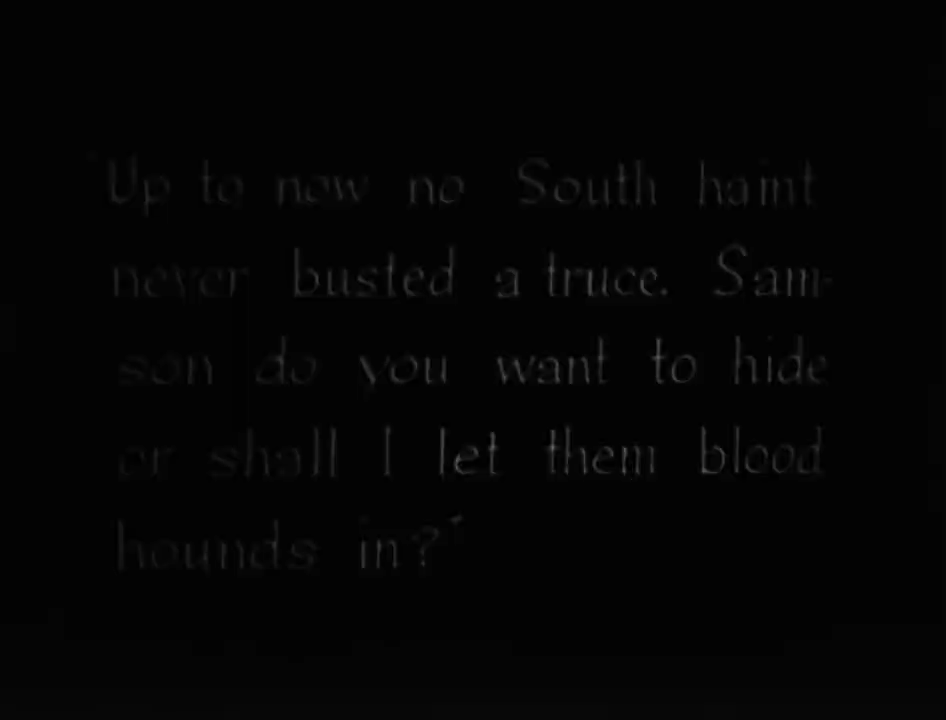 "Up to now no South haint
never busted a truce. Sam-
son do you want to hide
or shall I let them blood
hounds in?"